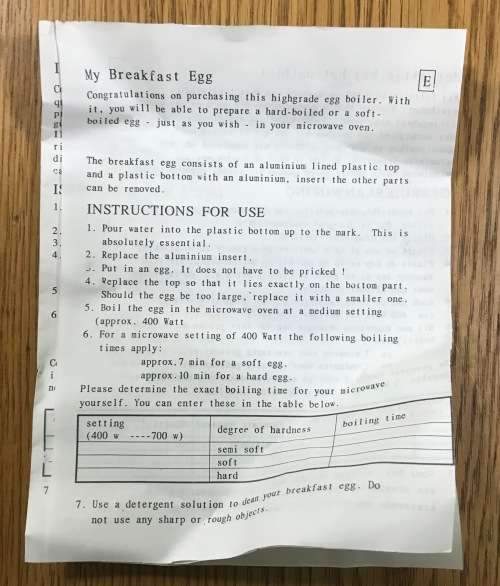 My Breakfast Egg
E
Congratulations on purchasing this highgrade egg boiler. With
it, you will be able to prepare a hard-boiled or a soft-
boiled egg - just as you wish - in your microwave oven.
The breakfast egg consists of an aluminium lined plastic top
and a plastic bottom with an aluminium, insert the other parts
can be removed.
INSTRUCTIONS FOR USE
1. Pour water into the plastic bottom up to the mark. This is
absolutely essential.
2. Replace the aluminium insert.
3. Put in an egg. It does not have to be pricked !
4. Replace the top so that it lies exactly on the bottom part.
Should the egg be too large, replace it with a smaller one.
5. Boil the egg in the microwave oven at a medium setting
(approx. 400 Watt
6. For a microwave setting of 400 Watt the following boiling
times apply:
approx.7 min for a soft egg.
approx.10 min for a hard egg.
Please determine the exact boiling time for your microwave
yourself. You can enter these in the table below.
setting
(400 w ----700 w)
degree of hardness
boiling time
semi soft
soft
hard
7. Use a detergent solution to dean your breakfast egg. Do
not use any sharp or rough objects.
1.
2.
3.
4.
5
6
7